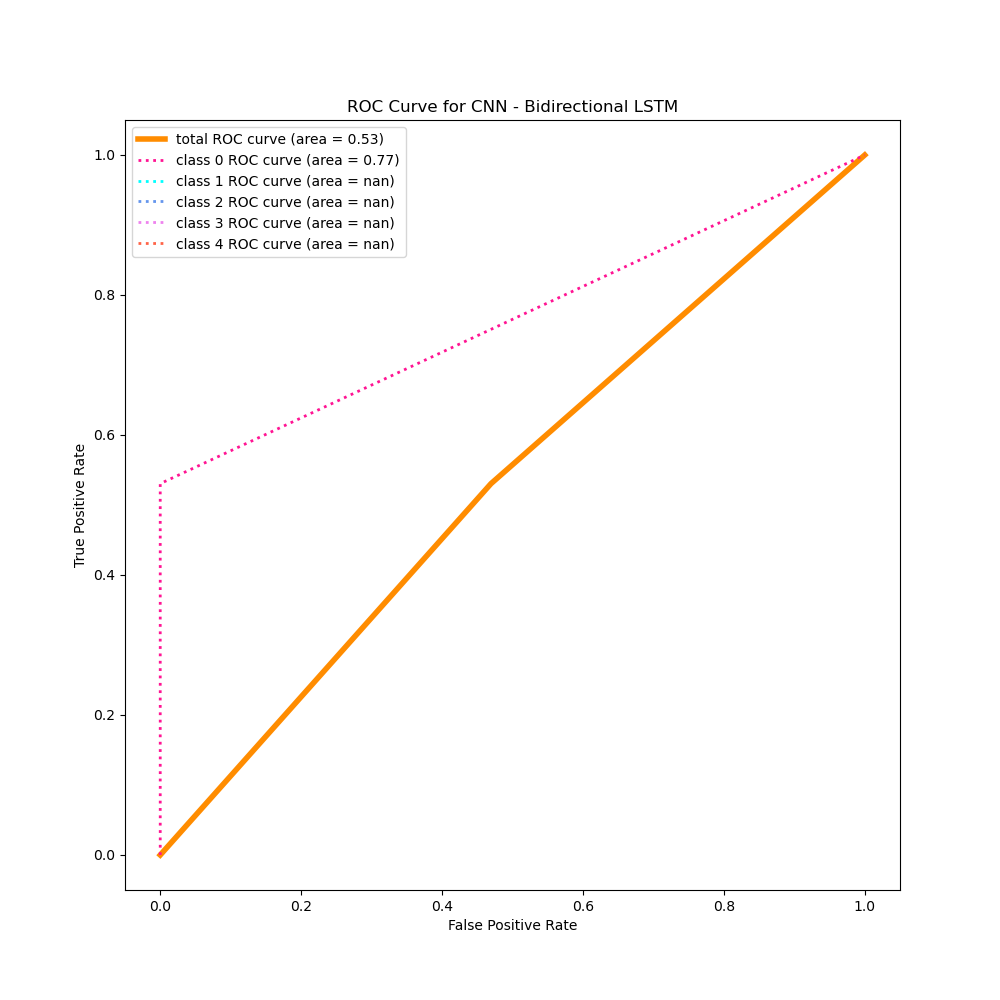 ROC Curve for CNN - Bidirectional LSTM
total ROC curve (area = 0.53)
class 0 ROC curve (area = 0.77)
class 1 ROC curve (area = nan)
class 2 ROC curve (area = nan)
class 3 ROC curve (area = nan)
class 4 ROC curve (area = nan)
1.0
0.8
0.6
0.4
0.2
0.0
True Positive Rate
0.0 0.2 0.4 0.6 0.8 1.0
False Positive Rate